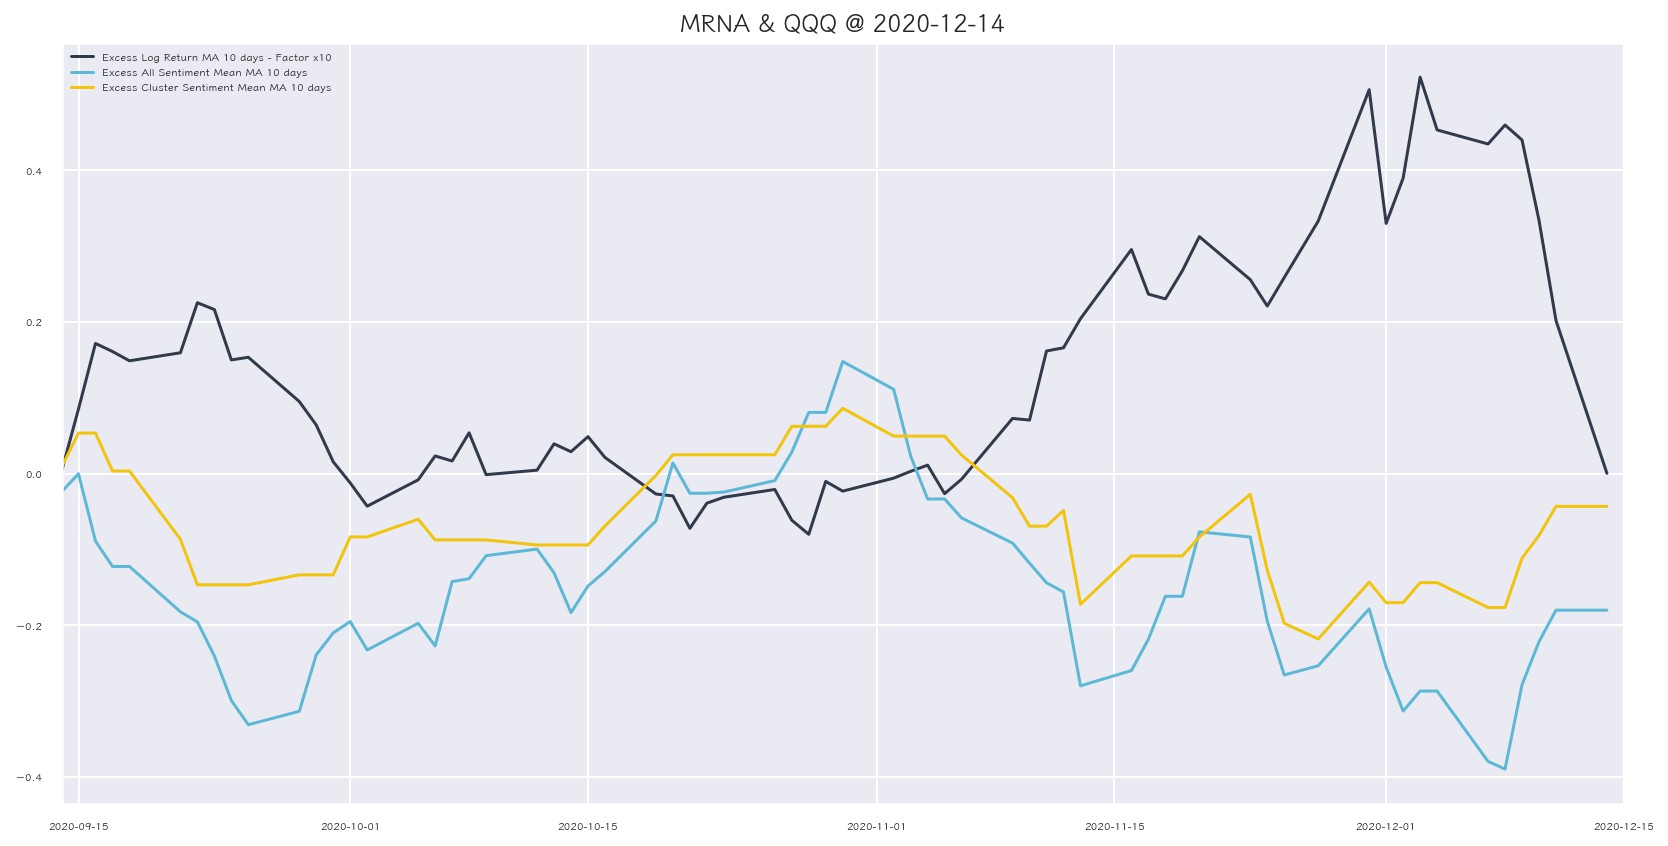 MRNA & QQQ @ 2020-12-14
Excess Log Return MA 10 days - Factor x10
Excess All Sentiment Mean MA 10 days
Excess Cluster Sentiment Mean MA 10 days
0.4
0.2
0.0
−0.2
−0.4
2020-09-15 2020-10-01 2020-10-15 2020-11-01 2020-11-15 2020-12-01 2020-12-15